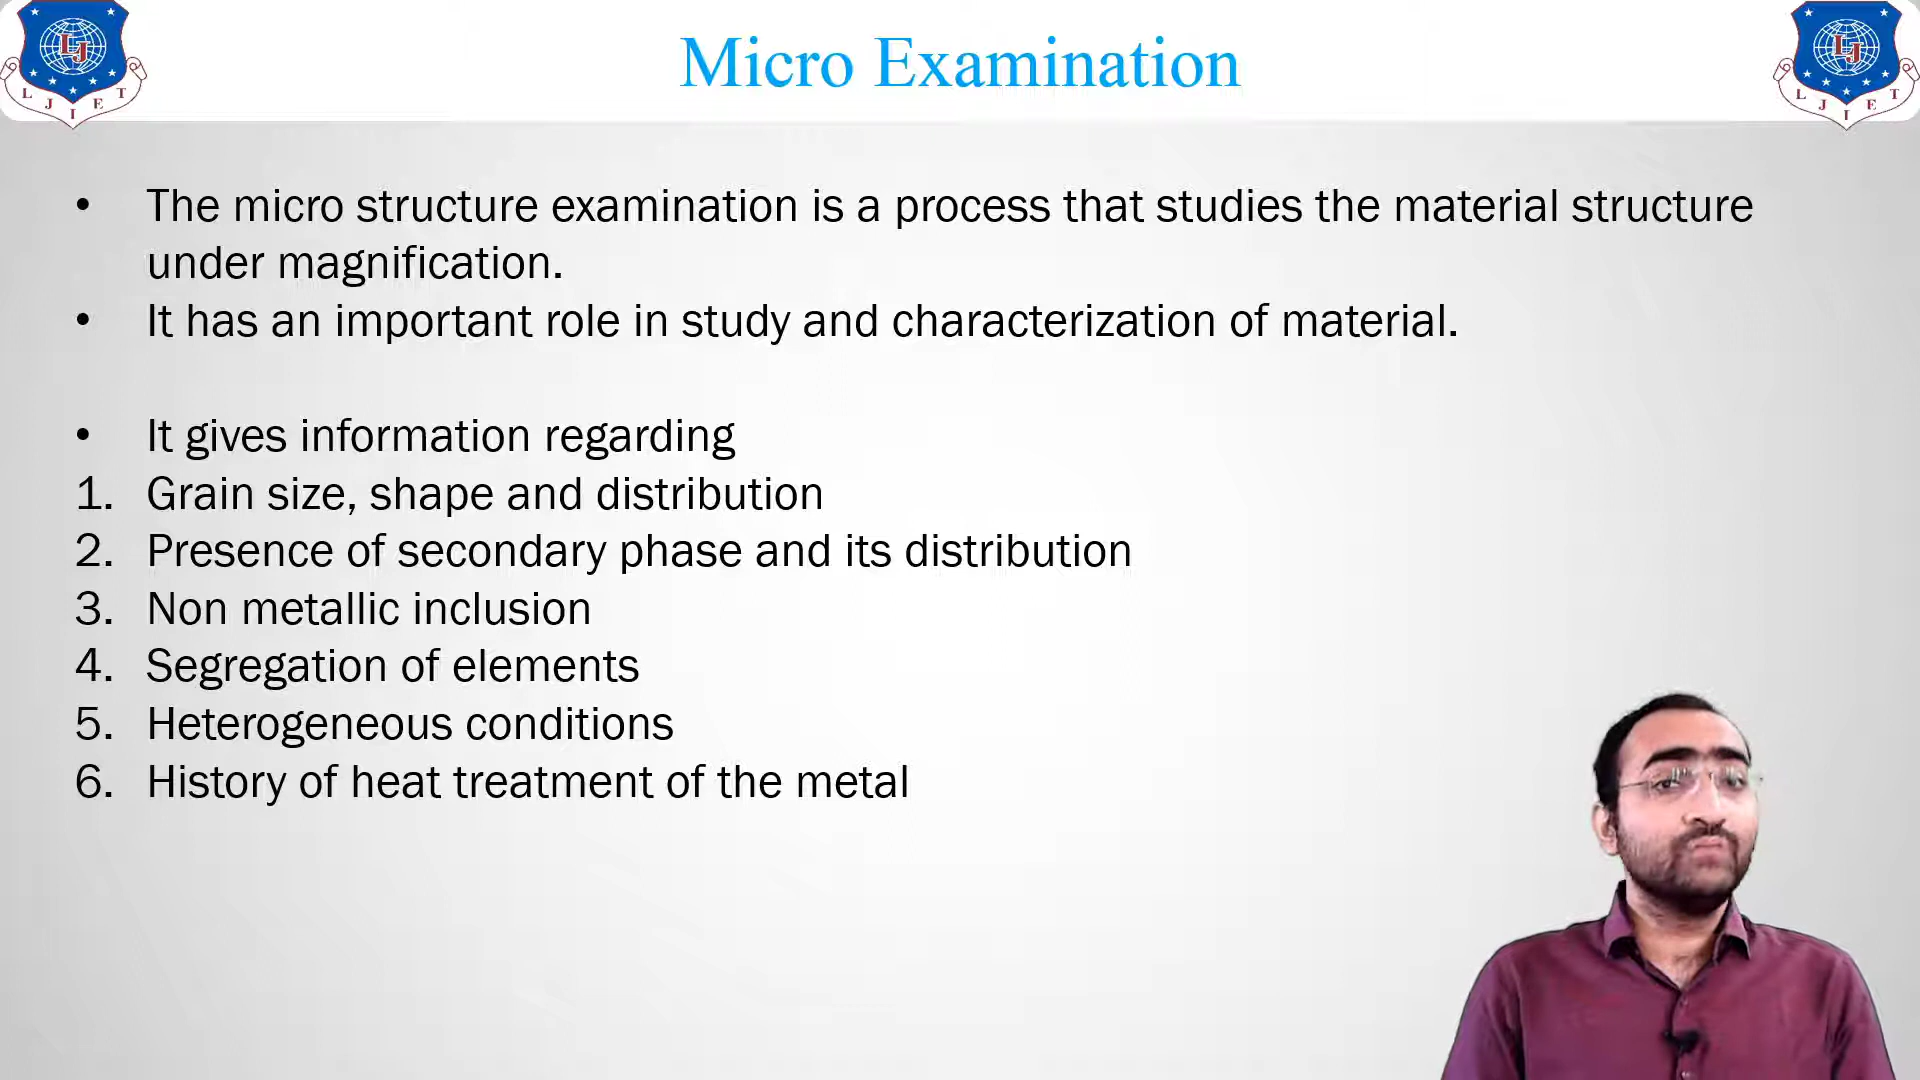 Micro Examination
LJ
L J I E T
LJ
L J I E T
• The micro structure examination is a process that studies the material structure
under magnification.
• It has an important role in study and characterization of material.
• It gives information regarding
1. Grain size, shape and distribution
2. Presence of secondary phase and its distribution
3. Non metallic inclusion
4. Segregation of elements
5. Heterogeneous conditions
6. History of heat treatment of the metal